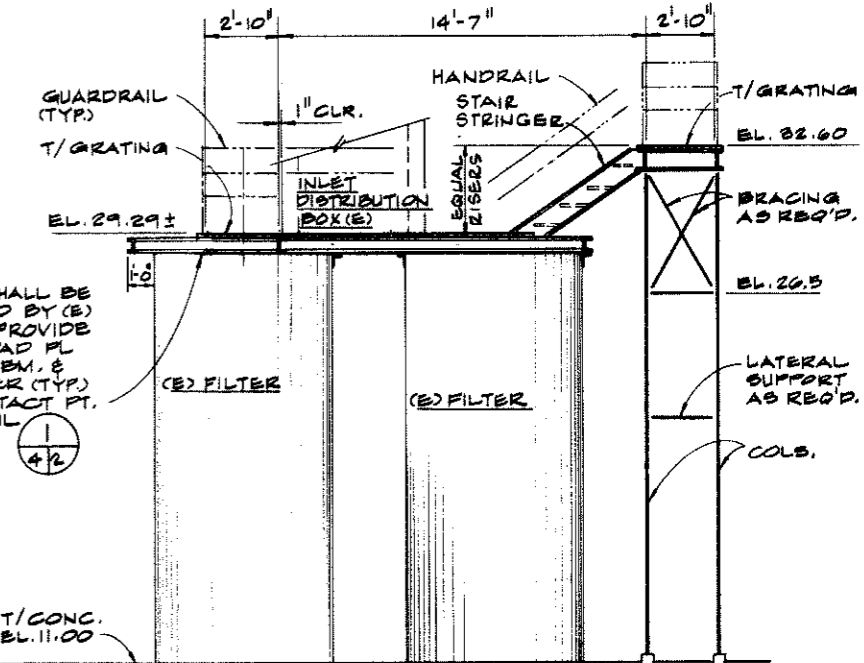 2'-10" 14'-7" 2'-10"
GUARDRAIL
(TYP.)
T/GRATING
1" CLR.
HANDRAIL
STAIR
STRINGER
T/GRATING
EL. 32.60
INLET
DISTRIBUTION
BOX (E)
EQUAL
RISERS
EL. 29.29±
BRACING
AS REQ'D.
1'-0"
EL. 26.5
HALL BE
D BY (E)
PROVIDE
AD PL
BM. &
ER (TYP.)
TACT PT.
IL
1
4 2
(E) FILTER
(E) FILTER
LATERAL
SUPPORT
AS REQ'D.
COLS.
T/CONC.
EL. 11.00